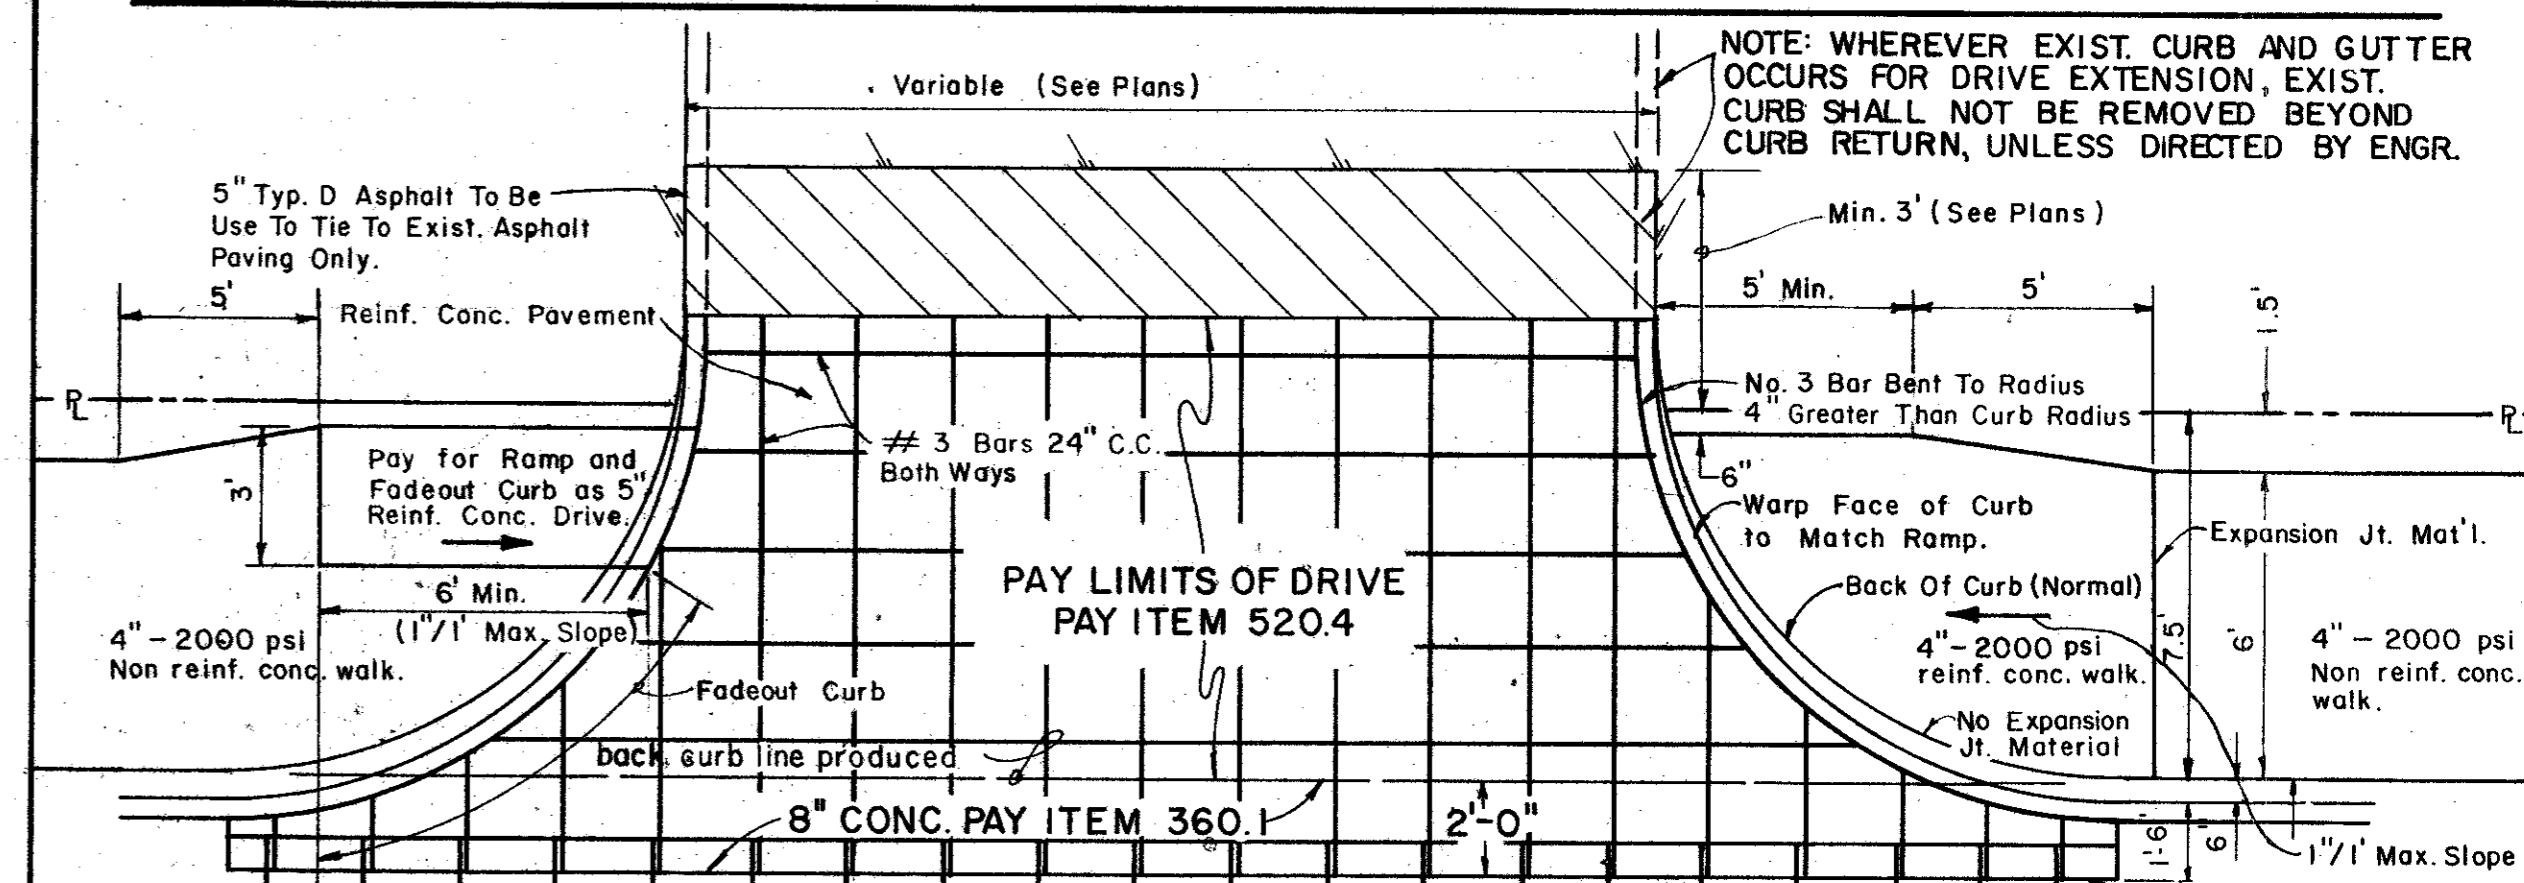 NOTE: WHEREVER EXIST. CURB AND GUTTER
OCCURS FOR DRIVE EXTENSION, EXIST.
CURB SHALL NOT BE REMOVED BEYOND
CURB RETURN, UNLESS DIRECTED BY ENGR.
Variable (See Plans)
5" Typ. D Asphalt To Be
Use To Tie To Exist. Asphalt
Paving Only.
Min. 3' (See Plans)
5'
Reinf. Conc. Pavement
5' Min.
5'
1.5'
PL
No. 3 Bar Bent To Radius
4" Greater Than Curb Radius
PL
# 3 Bars 24" C.C.
Both Ways
3'
Pay for Ramp and
Fadeout Curb as 5"
Reinf. Conc. Drive.
6"
Warp Face of Curb
to Match Ramp.
Expansion Jt. Mat'l.
PAY LIMITS OF DRIVE
PAY ITEM 520.4
6' Min.
(1"/1' Max. Slope)
Back Of Curb (Normal)
4" - 2000 psi
Non reinf. conc. walk.
4" - 2000 psi
reinf. conc. walk.
7.5'
6'
4" - 2000 psi
Non reinf. conc.
walk.
Fadeout Curb
No Expansion
Jt. Material
back curb line produced
8" CONC. PAY ITEM 360.1
2'-0"
1'-6"
6"
1"/1' Max. Slope